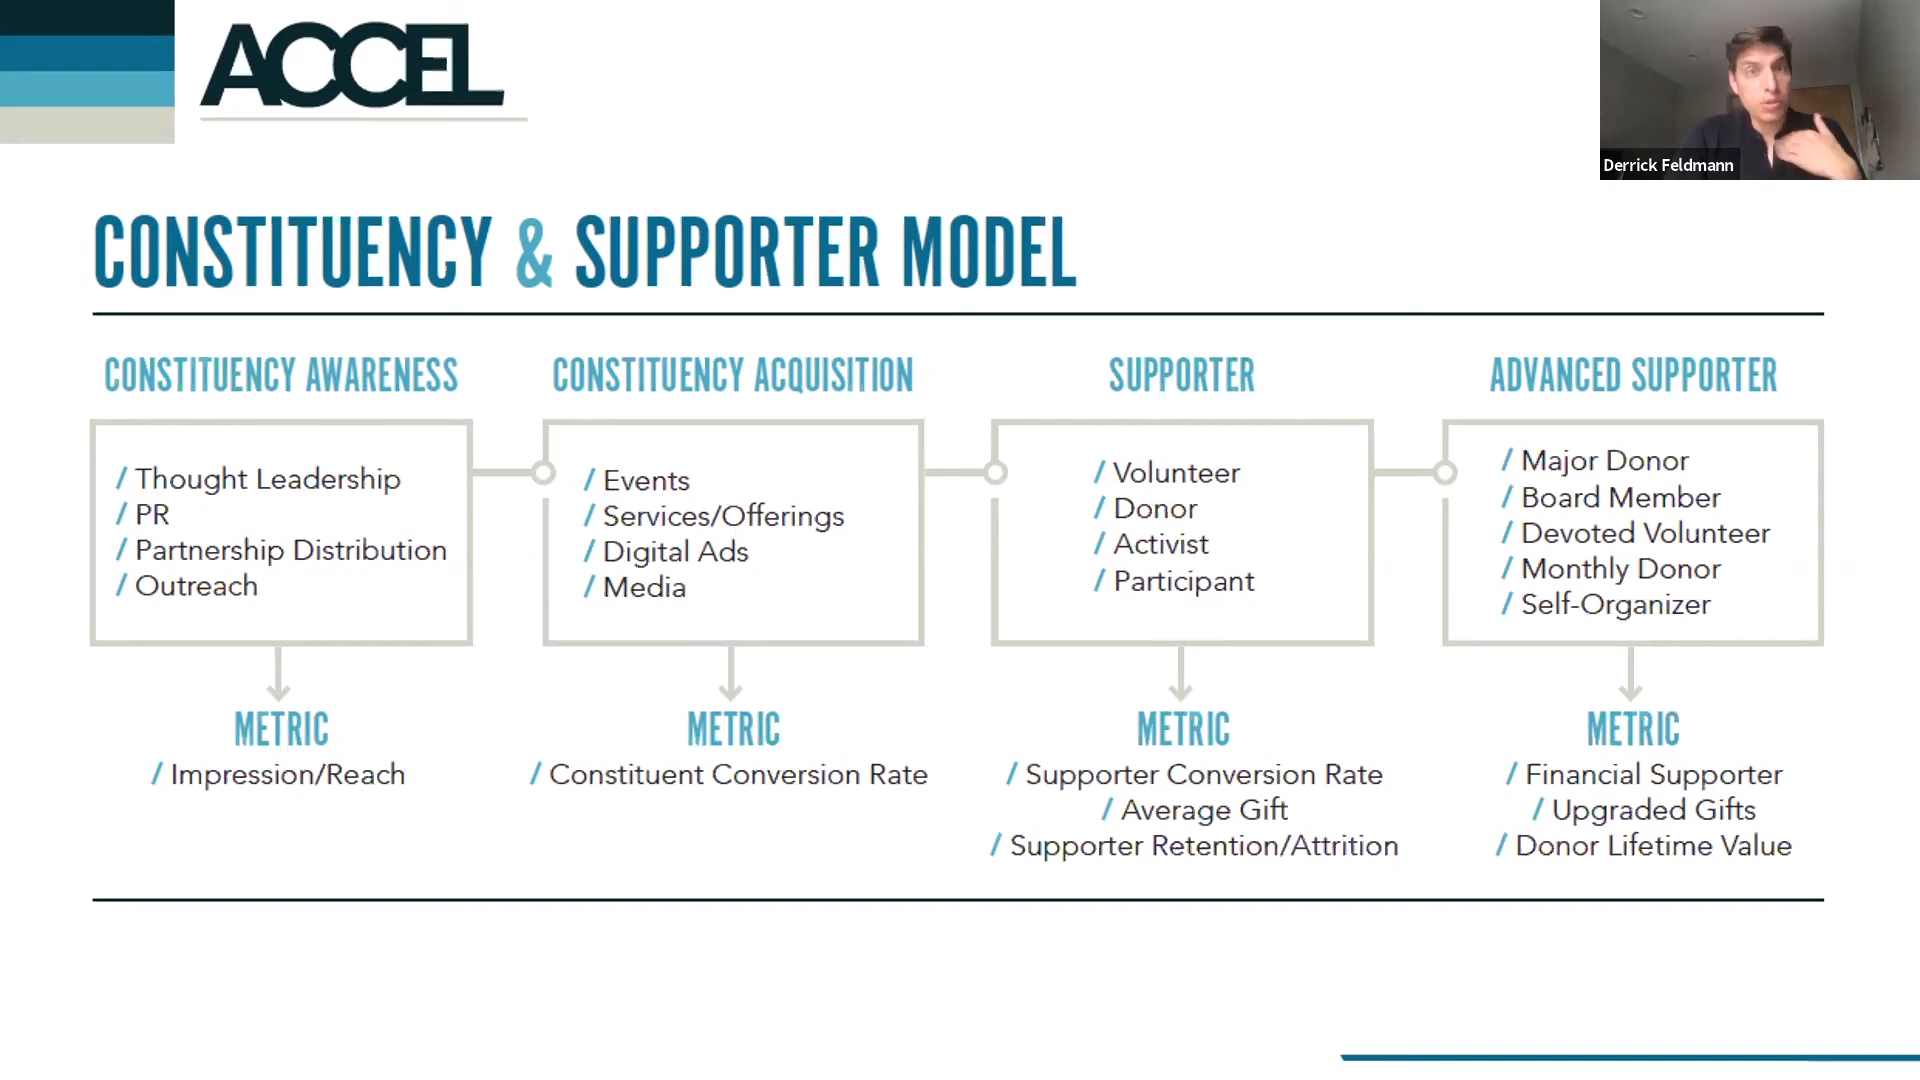 ACCEL
Derrick Feldmann
CONSTITUENCY & SUPPORTER MODEL
CONSTITUENCY AWARENESS
/ Thought Leadership
/ PR
/ Partnership Distribution
/ Outreach
METRIC
/ Impression/Reach
CONSTITUENCY ACQUISITION
/ Events
/ Services/Offerings
/ Digital Ads
/ Media
METRIC
/ Constituent Conversion Rate
SUPPORTER
/ Volunteer
/ Donor
/ Activist
/ Participant
METRIC
/ Supporter Conversion Rate
/ Average Gift
/ Supporter Retention/Attrition
ADVANCED SUPPORTER
/ Major Donor
/ Board Member
/ Devoted Volunteer
/ Monthly Donor
/ Self-Organizer
METRIC
/ Financial Supporter
/ Upgraded Gifts
/ Donor Lifetime Value